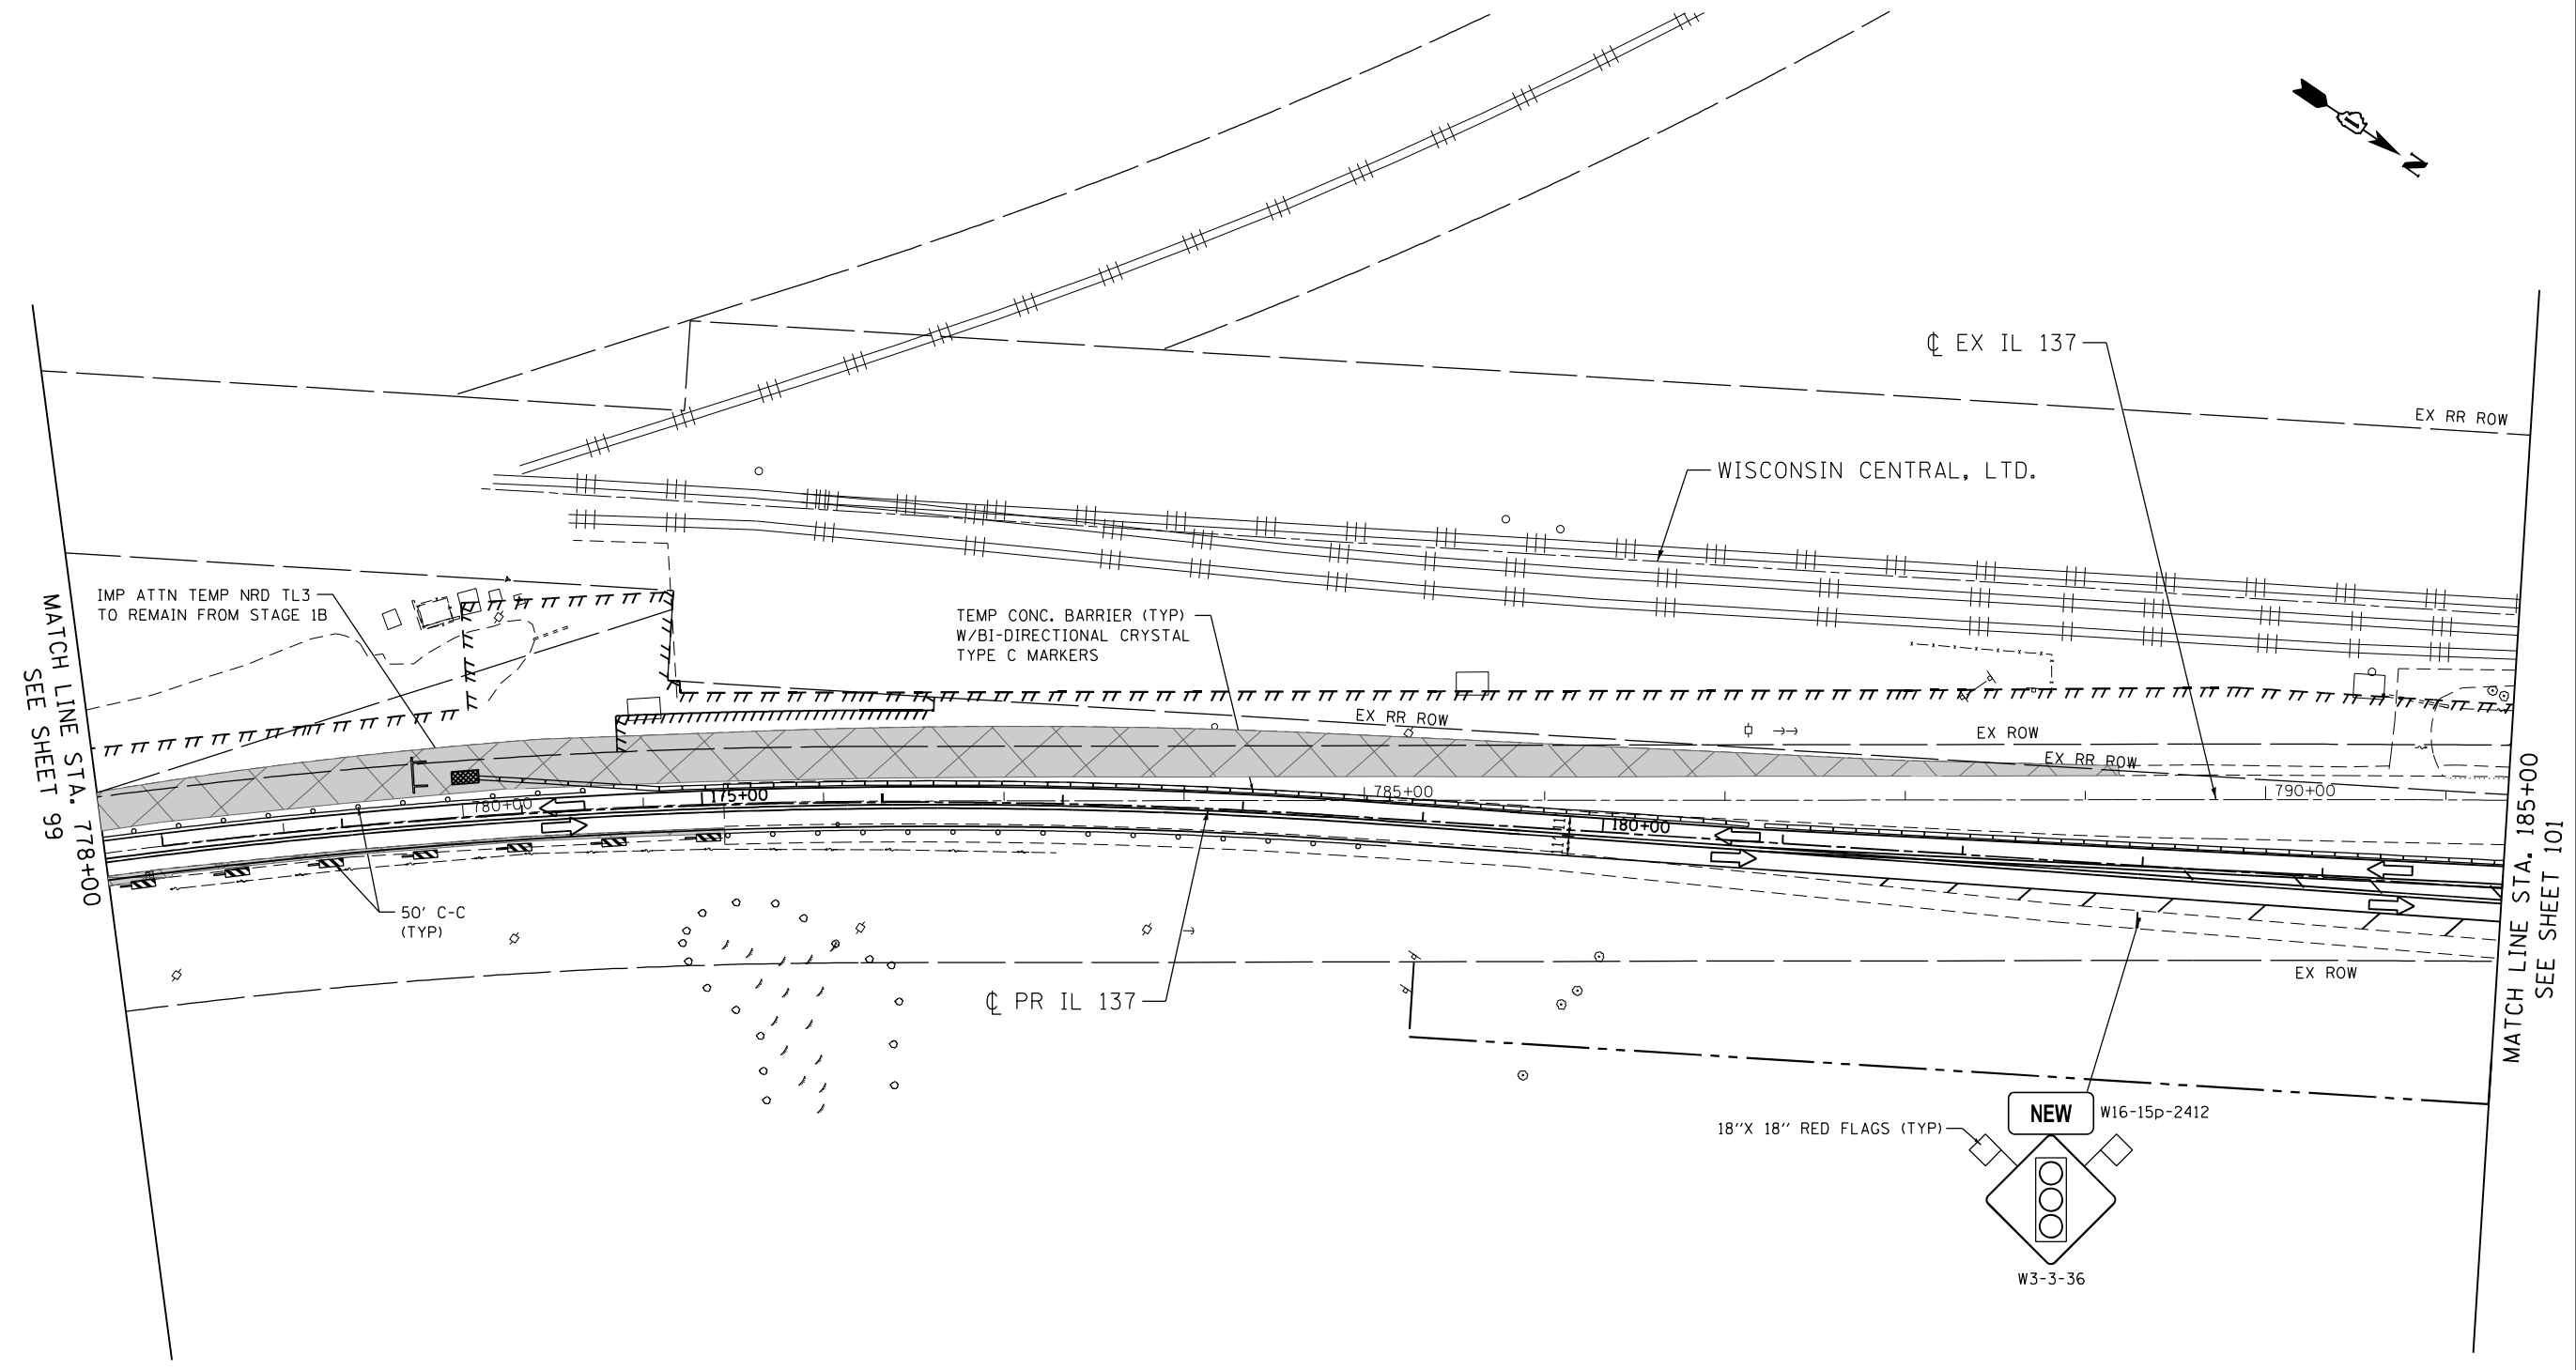 N
℄ EX IL 137
EX RR ROW
WISCONSIN CENTRAL, LTD.
IMP ATTN TEMP NRD TL3
TO REMAIN FROM STAGE 1B
TEMP CONC. BARRIER (TYP)
W/BI-DIRECTIONAL CRYSTAL
TYPE C MARKERS
MATCH LINE STA. 778+00
SEE SHEET 99
EX RR ROW
EX ROW
EX RR ROW
780+00
175+00
785+00
790+00
180+00
11'
11'
50' C-C
(TYP)
℄ PR IL 137
EX ROW
MATCH LINE STA. 185+00
SEE SHEET 101
NEW
W16-15p-2412
18"X 18" RED FLAGS (TYP)
W3-3-36